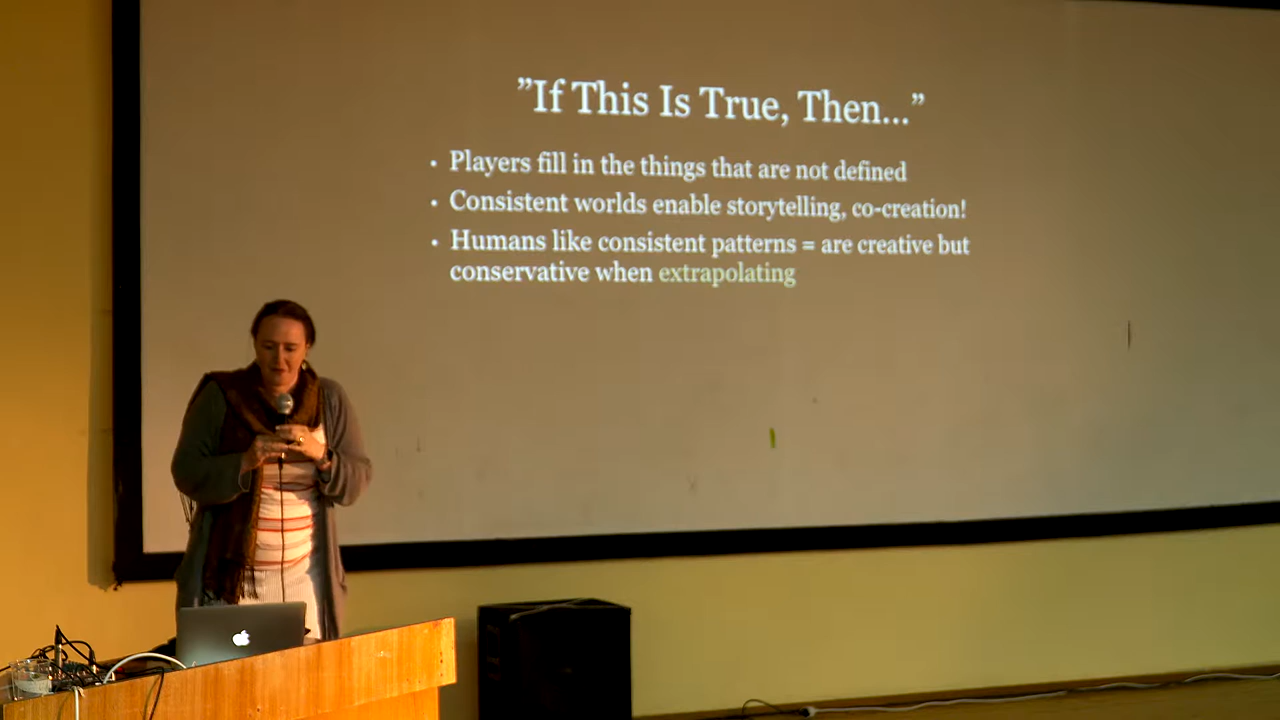 ”If This Is True, Then...”
• Players fill in the things that are not defined
• Consistent worlds enable storytelling, co-creation!
• Humans like consistent patterns = are creative but
conservative when extrapolating